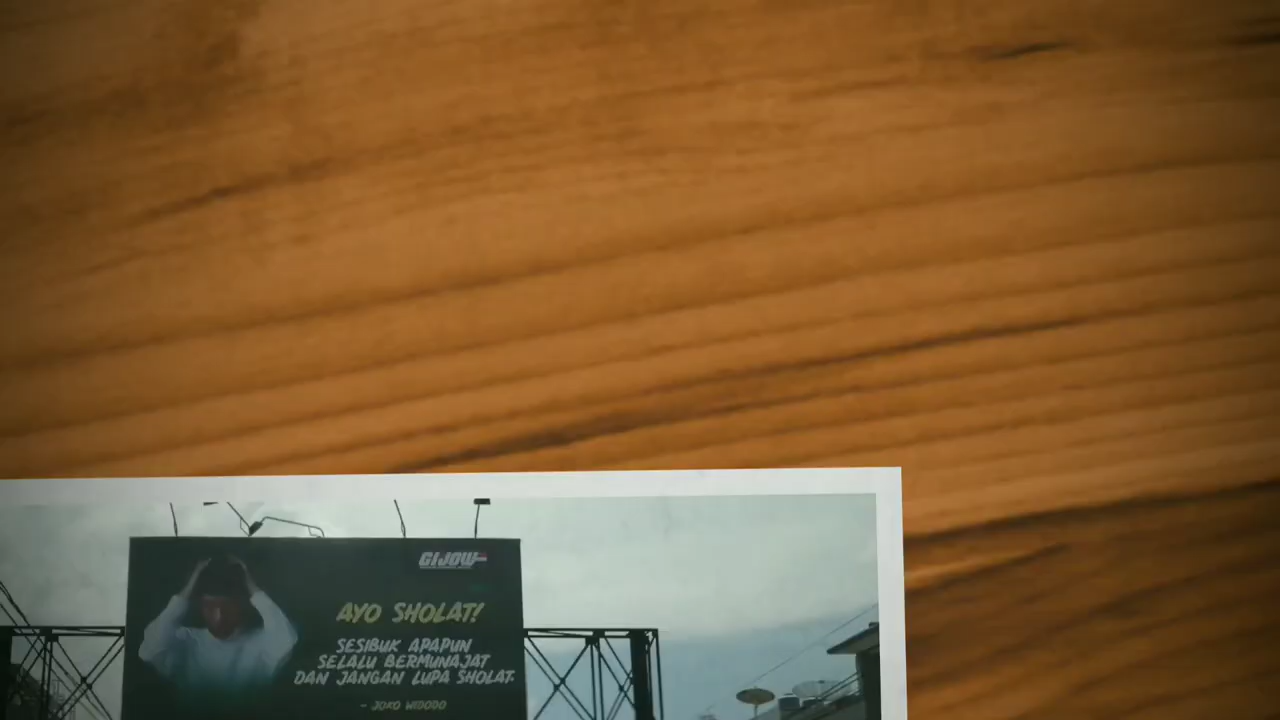 GIJOW
AYO SHOLAT!
SESIBUK APAPUN
SELALU BERMUNAJAT
DAN JANGAN LUPA SHOLAT.
- JOKO WIDODO